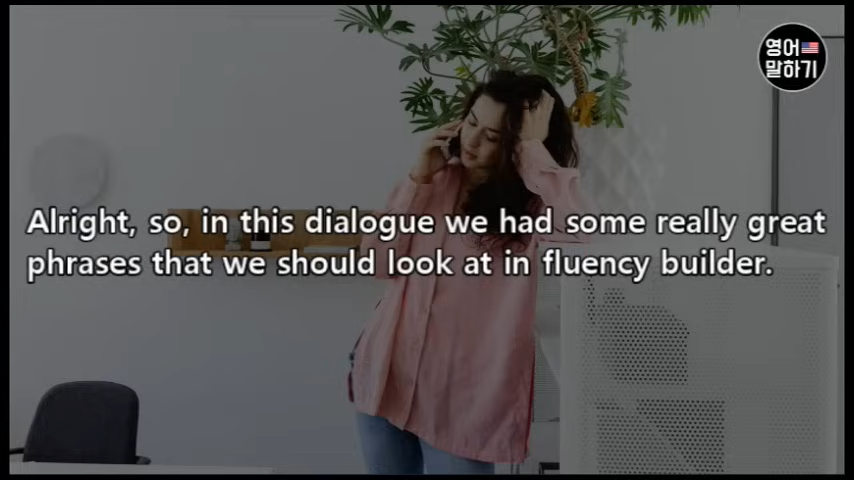 영어
말하기
Alright, so, in this dialogue we had some really great
phrases that we should look at in fluency builder.